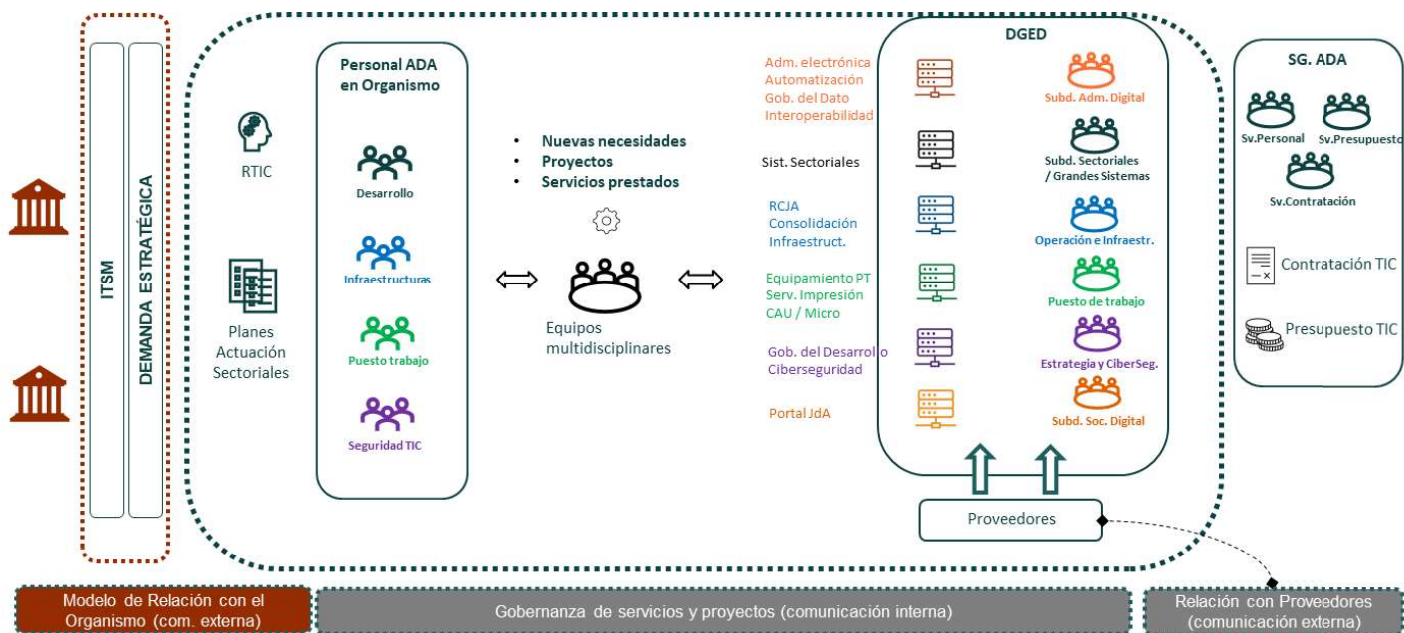 ITSM
DEMANDA ESTRATÉGICA
RTIC
Planes
Actuación
Sectoriales
Personal ADA
en Organismo
Desarrollo
Infraestructuras
Puesto trabajo
Seguridad TIC
• Nuevas necesidades
• Proyectos
• Servicios prestados
Equipos
multidisciplinares
Adm. electrónica
Automatización
Gob. del Dato
Interoperabilidad
Sist. Sectoriales
RCJA
Consolidación
Infraestruct.
Equipamiento PT
Serv. Impresión
CAU / Micro
Gob. del Desarrollo
Ciberseguridad
Portal JdA
DGED
Subd. Adm. Digital
Subd. Sectoriales
/ Grandes Sistemas
Operación e Infraestr.
Puesto de trabajo
Estrategia y CiberSeg.
Subd. Soc. Digital
Proveedores
SG. ADA
Sv.Personal
Sv.Presupuesto
Sv.Contratación
Contratación TIC
Presupuesto TIC
Modelo de Relación con el
Organismo (com. externa)
Gobernanza de servicios y proyectos (comunicación interna)
Relación con Proveedores
(comunicación externa)